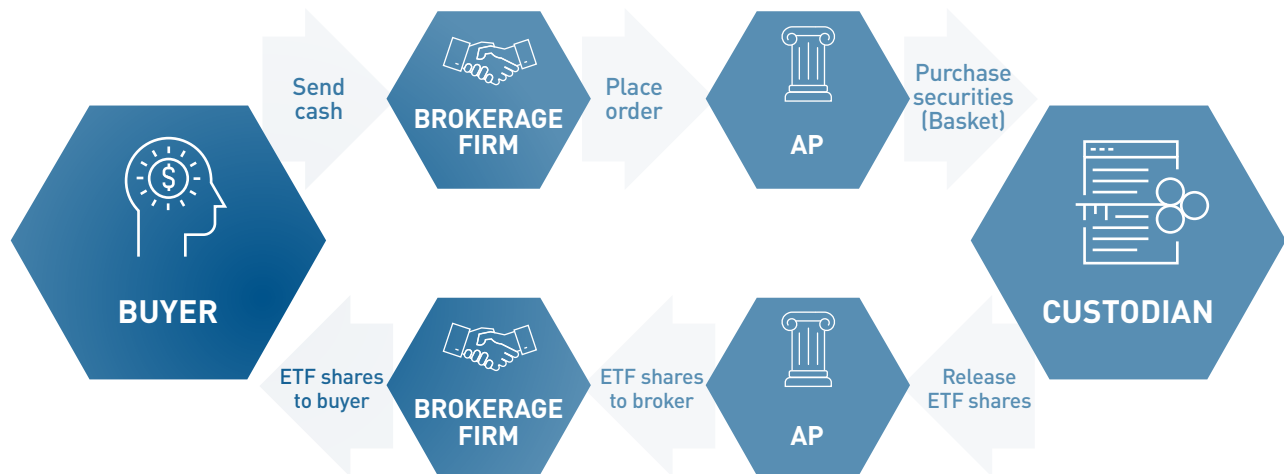 Send
cash
BROKERAGE
FIRM
Place
order
AP
Purchase
securities
(Basket)
$
BUYER
CUSTODIAN
ETF shares
to buyer
BROKERAGE
FIRM
ETF shares
to broker
AP
Release
ETF shares